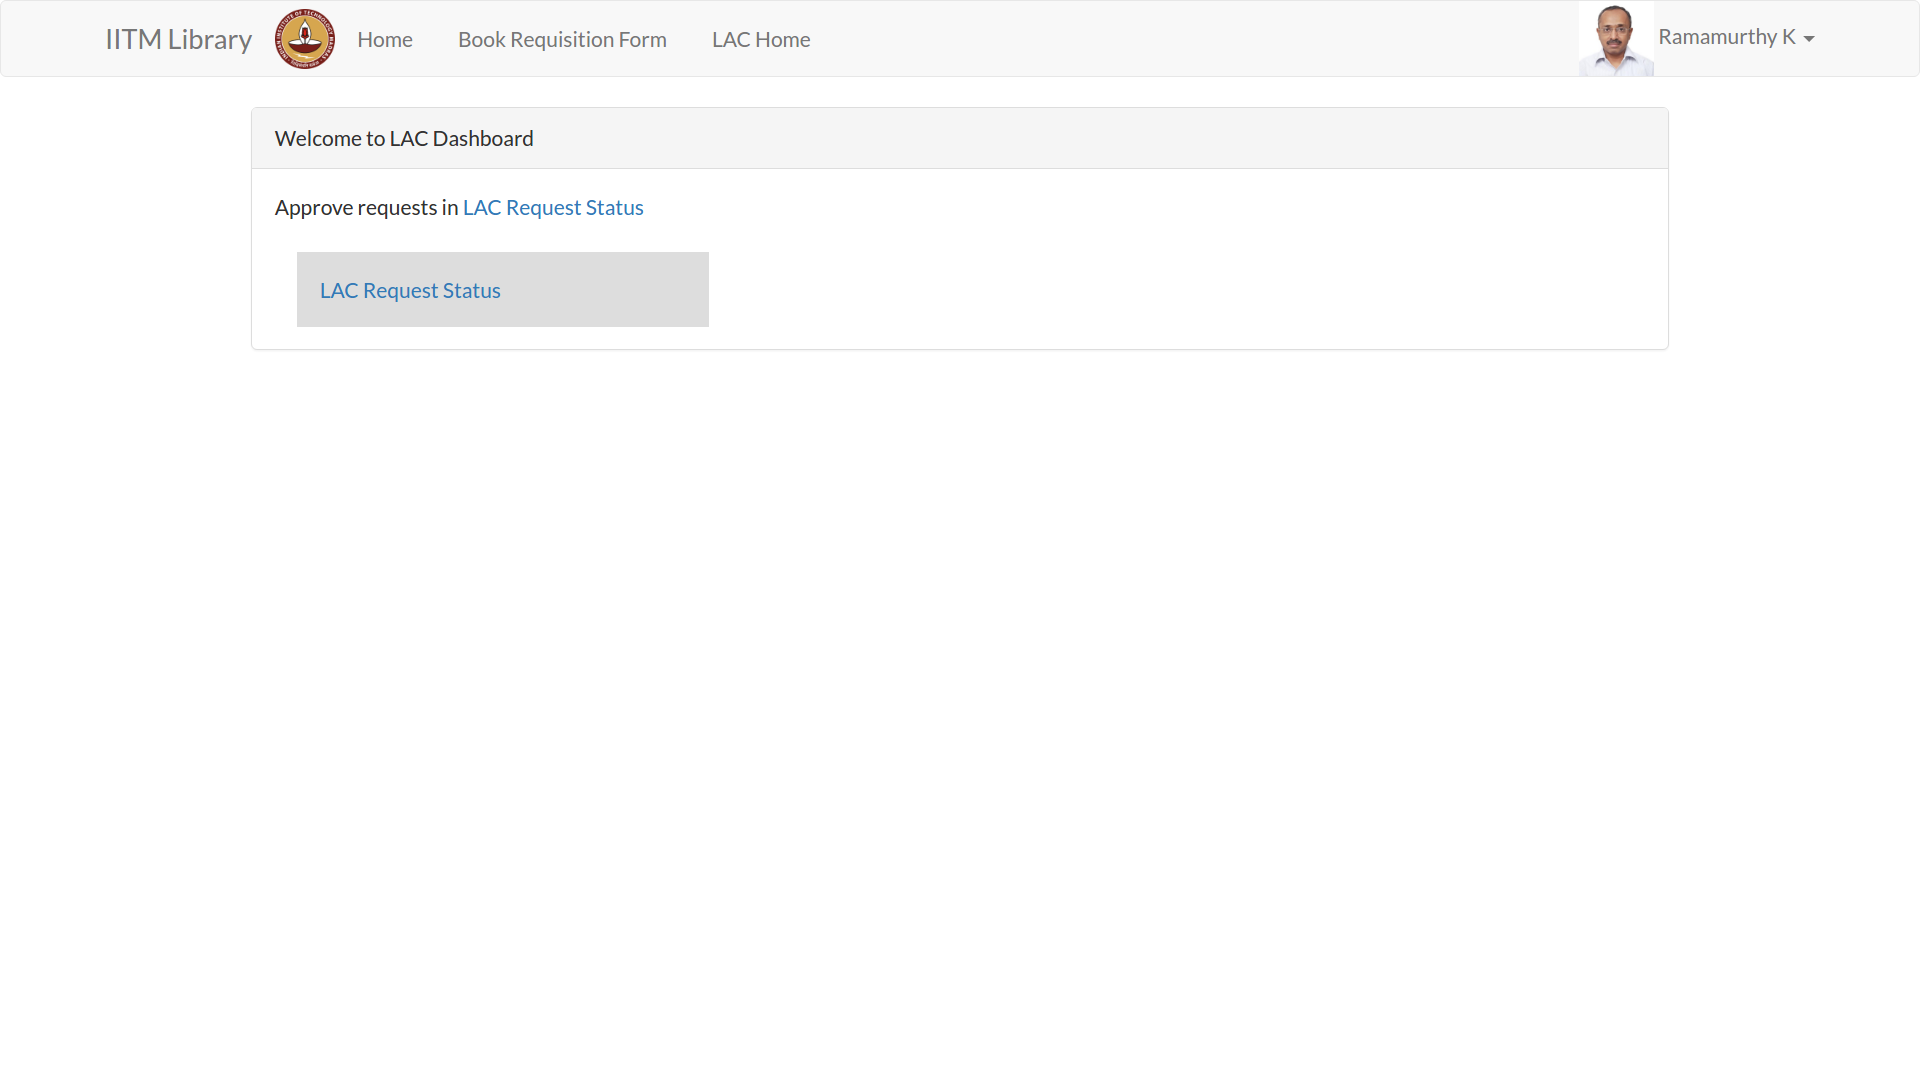 IITM Library
Home
Book Requisition Form
LAC Home
Ramamurthy K
Welcome to LAC Dashboard
Approve requests in LAC Request Status
LAC Request Status